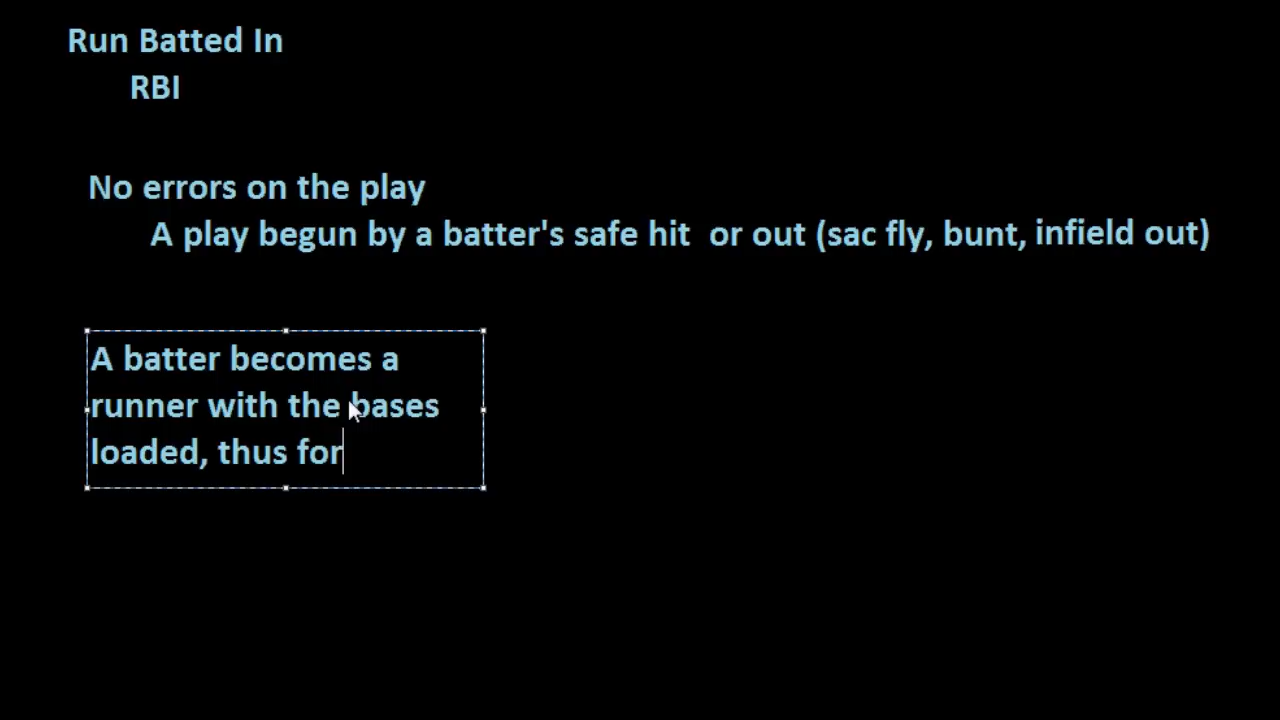 Run Batted In
RBI
No errors on the play
A play begun by a batter's safe hit or out (sac fly, bunt, infield out)
A batter becomes a
runner with the bases
loaded, thus for